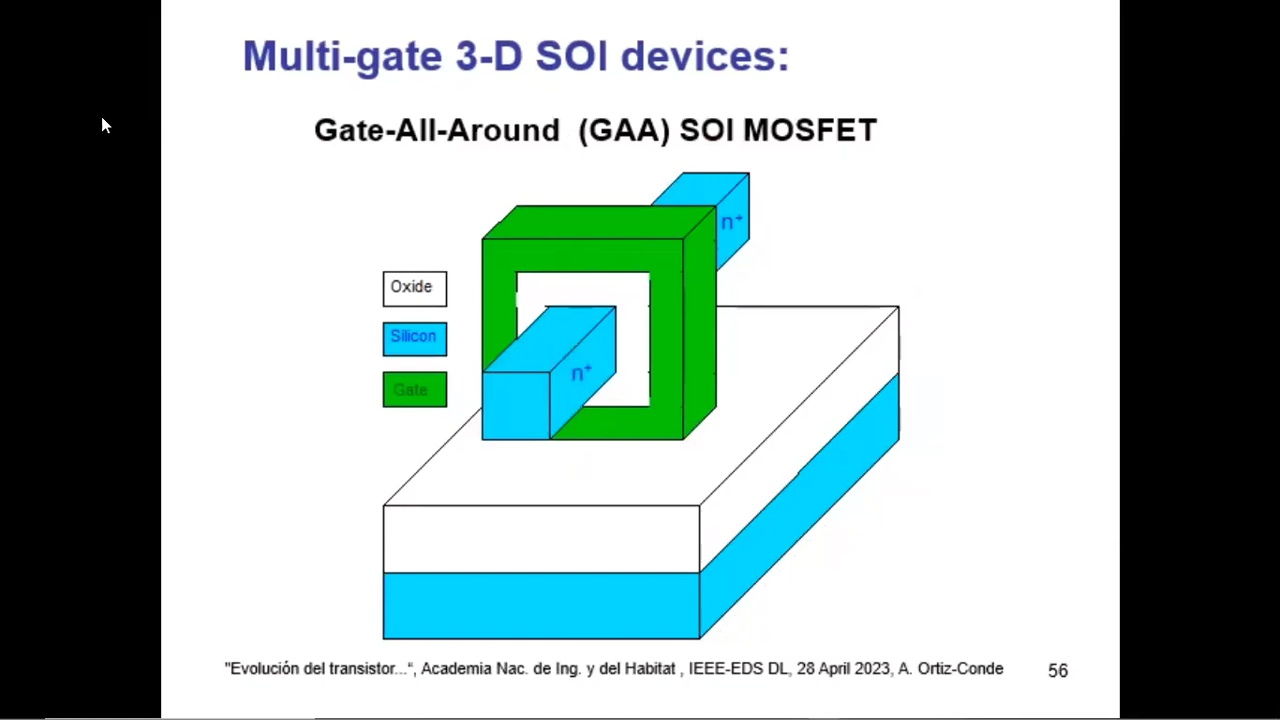 Multi-gate 3-D SOI devices:
Gate-All-Around (GAA) SOI MOSFET
n⁺
Oxide
Silicon
n⁺
Gate
"Evolución del transistor...“, Academia Nac. de Ing. y del Habitat , IEEE-EDS DL, 28 April 2023, A. Ortiz-Conde
56